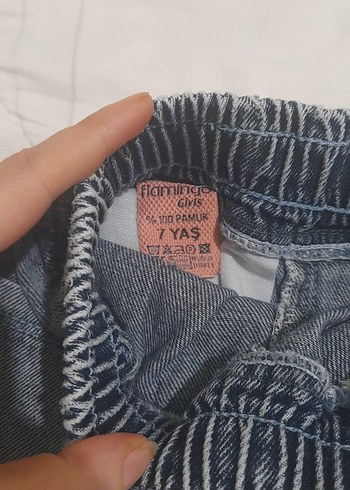 flamingo
Girls
% 100 PAMUK
7 YAŞ